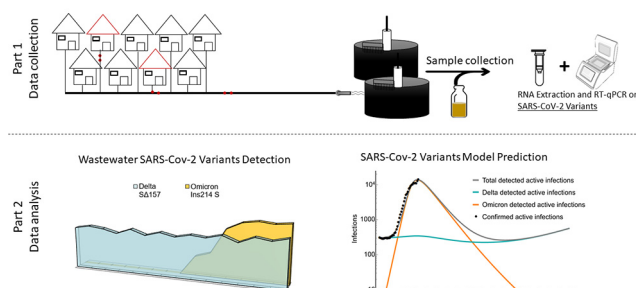 Part 1
Data collection
Sample collection
+
RNA Extraction and RT-qPCR or
SARS-CoV-2 Variants
Part 2
Data analysis
Wastewater SARS-Cov-2 Variants Detection
Delta
SΔ157
Omicron
Ins214 S
SARS-Cov-2 Variants Model Prediction
Total detected active infections
Delta detected active infections
Omicron detected active infections
Confirmed active infections
Infections
10⁴
1000
100